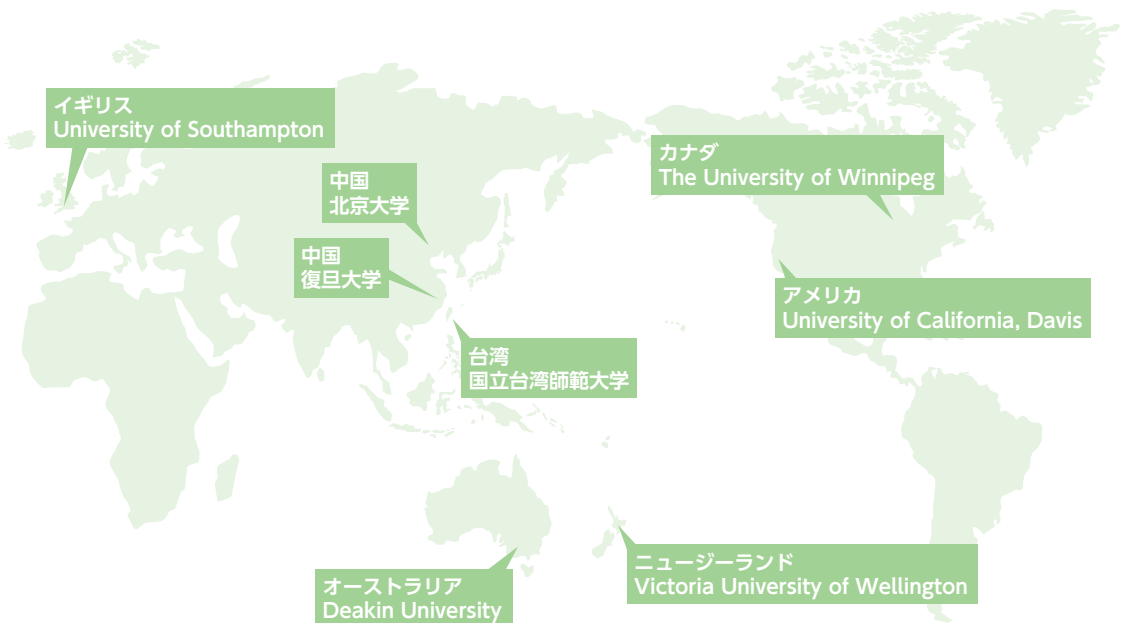 イギリス
University of Southampton
カナダ
The University of Winnipeg
中国
北京大学
中国
復旦大学
アメリカ
University of California, Davis
台湾
国立台湾師範大学
ニュージーランド
Victoria University of Wellington
オーストラリア
Deakin University